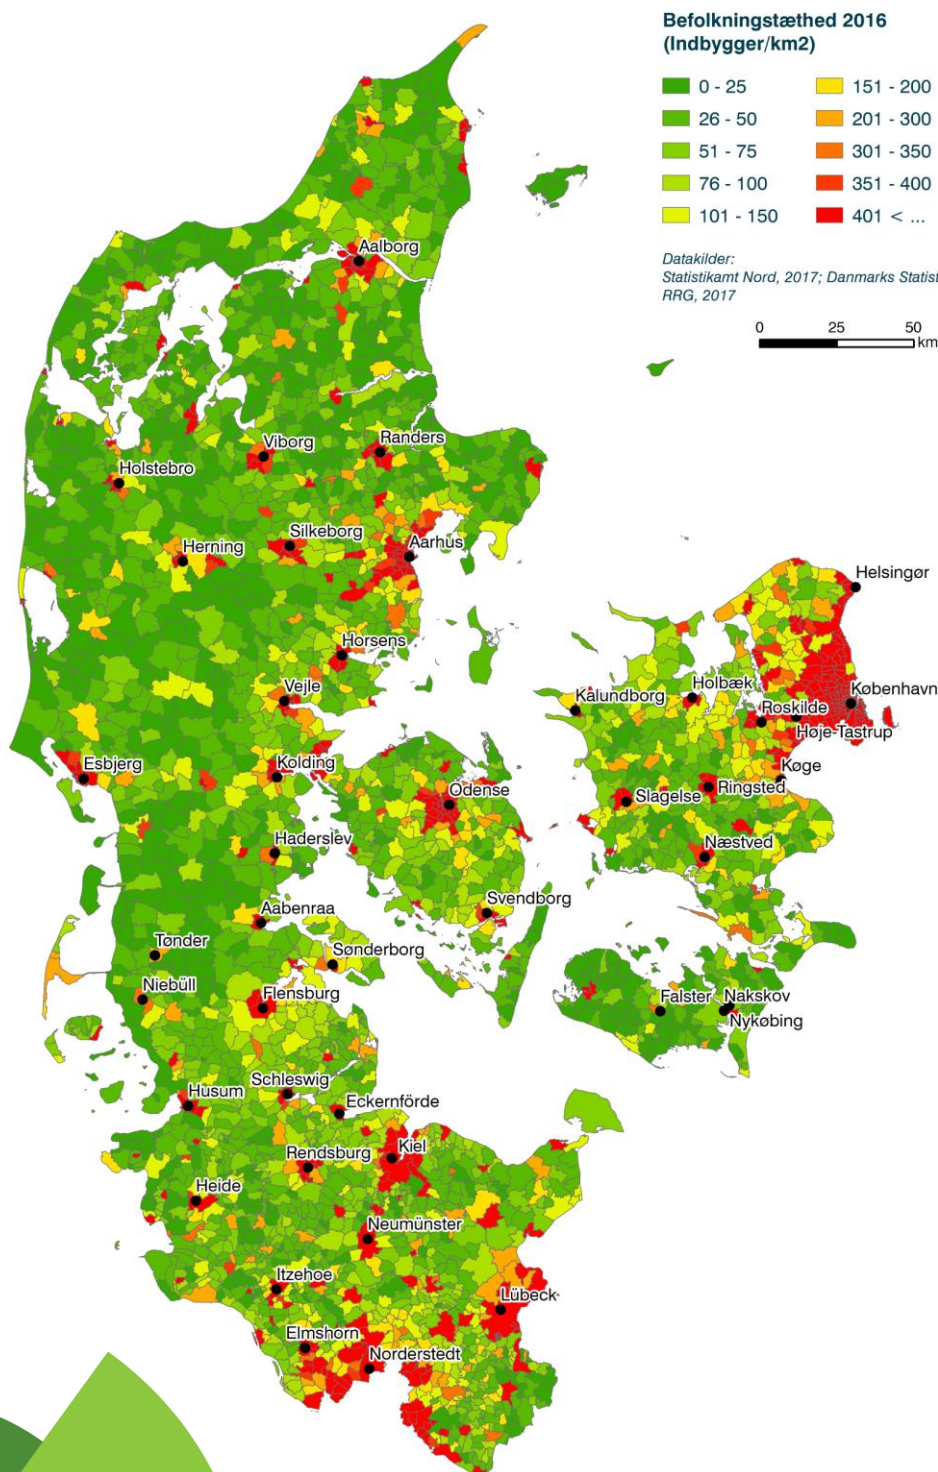 Befolkningstæthed 2016
(Indbygger/km2)
0 - 25
26 - 50
51 - 75
76 - 100
101 - 150
151 - 200
201 - 300
301 - 350
351 - 400
401 < ...
Datakilder:
Statistikamt Nord, 2017; Danmarks Statist
RRG, 2017
0 25 50
km
Aalborg
Viborg
Randers
Holstebro
Silkeborg
Herning
Aarhus
Helsingør
Horsens
Vejle
Kalundborg
Holbæk
København
Roskilde
Høje-Tastrup
Esbjerg
Kolding
Køge
Odense
Ringsted
Slagelse
Haderslev
Næstved
Svendborg
Aabenraa
Tønder
Sønderborg
Niebüll
Flensburg
Falster
Nakskov
Nykøbing
Schleswig
Husum
Eckernförde
Kiel
Rendsburg
Heide
Neumünster
Itzehoe
Lübeck
Elmshorn
Norderstedt